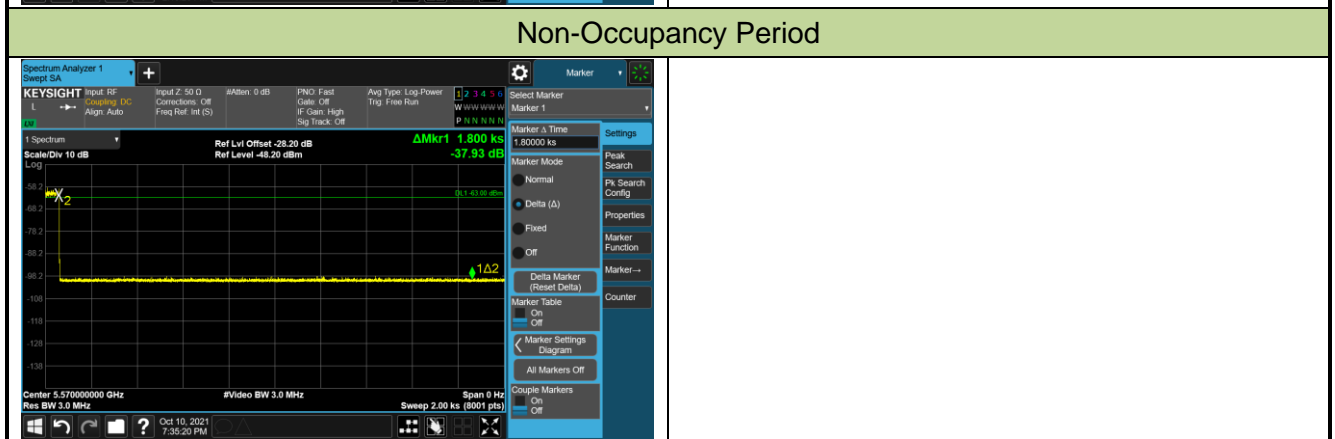 Non-Occupancy Period
Spectrum Analyzer 1
Swept SA
Marker
KEYSIGHT
L
Input: RF
Coupling: DC
Align: Auto
Input Z: 50 Ω
Corrections: Off
Freq Ref: Int (S)
#Atten: 0 dB
PNO: Fast
Gate: Off
IF Gain: High
Sig Track: Off
Avg Type: Log-Power
Trig: Free Run
1 2 3 4 5 6
W W W W W W
P N N N N N
1 Spectrum
Scale/Div 10 dB
Log
Ref Lvl Offset -28.20 dB
Ref Level -48.20 dBm
ΔMkr1 1.800 ks
-37.93 dB
-58.2
-68.2
-78.2
-88.2
-98.2
-108
-118
-128
-138
X2
DL1 -63.00 dBm
1Δ2
Center 5.570000000 GHz
Res BW 3.0 MHz
#Video BW 3.0 MHz
Span 0 Hz
Sweep 2.00 ks (8001 pts)
Select Marker
Marker 1
Marker Δ Time
1.80000 ks
Marker Mode
Normal
Delta (Δ)
Fixed
Off
Delta Marker
(Reset Delta)
Marker Table
On
Off
Marker Settings
Diagram
All Markers Off
Couple Markers
On
Off
Settings
Peak
Search
Pk Search
Config
Properties
Marker
Function
Marker→
Counter
?
Oct 10, 2021
7:35:20 PM